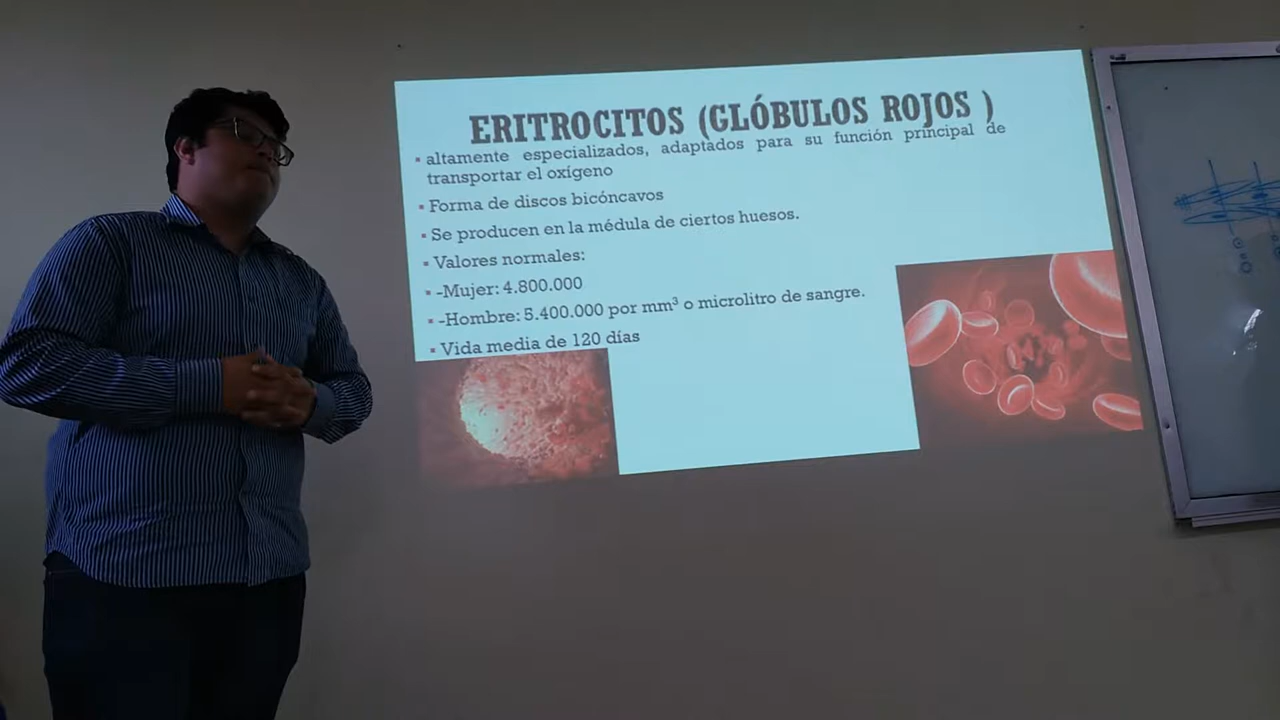 ERITROCITOS (GLÓBULOS ROJOS )
▪ altamente especializados, adaptados para su función principal de
transportar el oxígeno
▪ Forma de discos bicóncavos
▪ Se producen en la médula de ciertos huesos.
▪ Valores normales:
▪ -Mujer: 4.800.000
▪ -Hombre: 5.400.000 por mm³ o microlitro de sangre.
▪ Vida media de 120 días